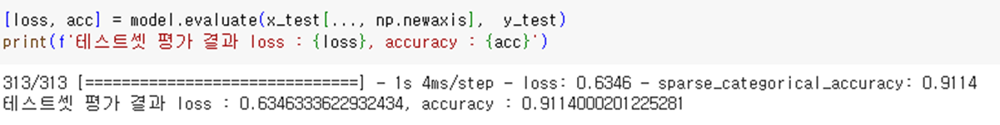 [loss, acc] = model.evaluate(x_test[..., np.newaxis],  y_test)
print(f'테스트셋 평가 결과 loss : {loss}, accuracy : {acc}')
313/313 [==============================] - 1s 4ms/step - loss: 0.6346 - sparse_categorical_accuracy: 0.9114
테스트셋 평가 결과 loss : 0.6346333622932434, accuracy : 0.9114000201225281